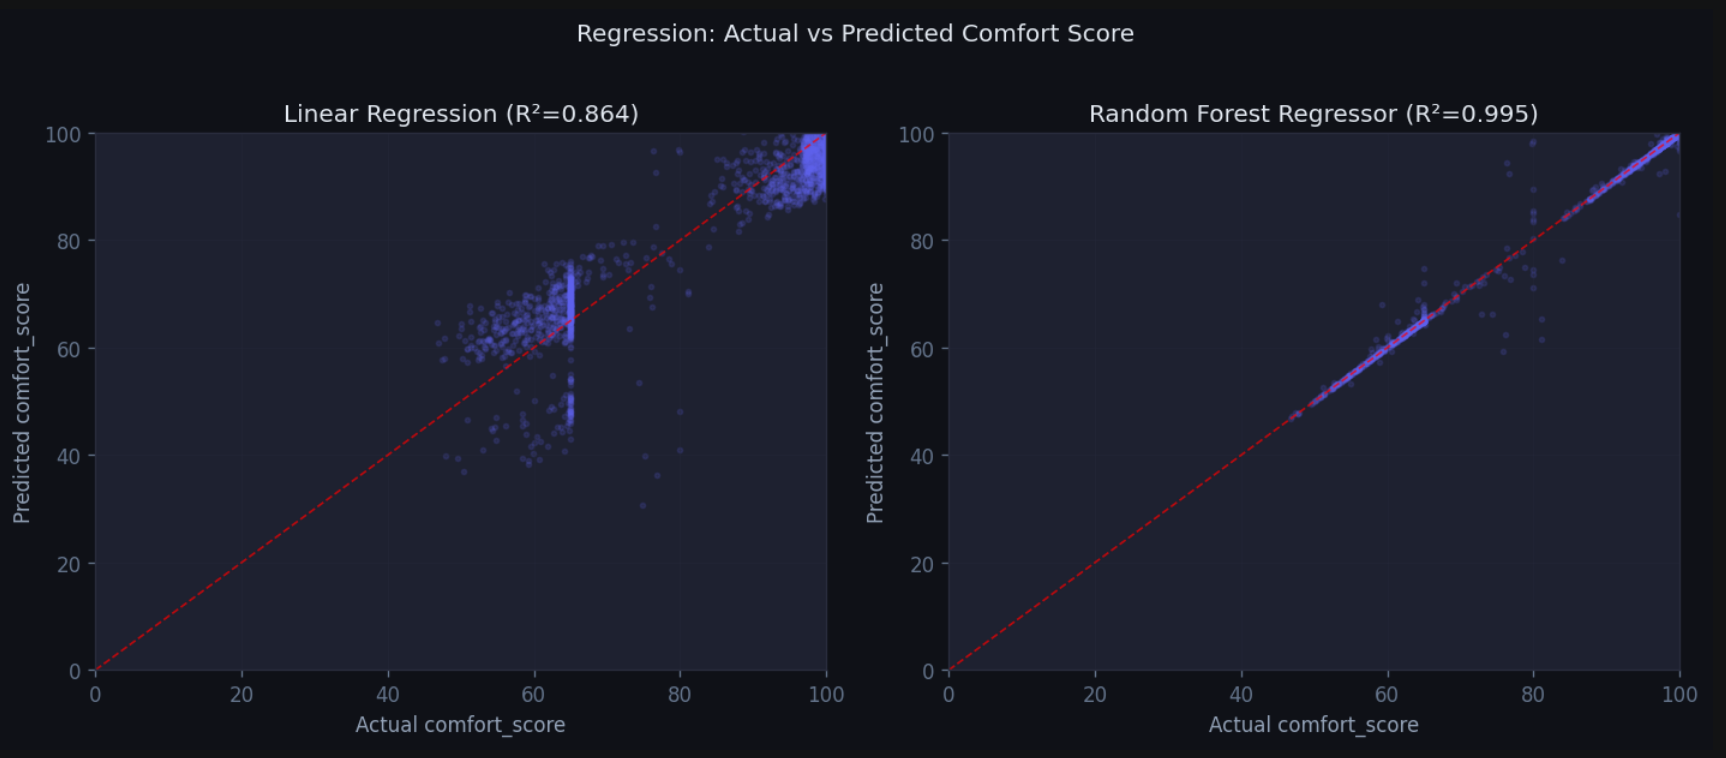 Regression: Actual vs Predicted Comfort Score
Linear Regression (R²=0.864)
100
80
60
40
20
0
0 20 40 60 80 100
Predicted comfort_score
Actual comfort_score
Random Forest Regressor (R²=0.995)
100
80
60
40
20
0
0 20 40 60 80 100
Predicted comfort_score
Actual comfort_score